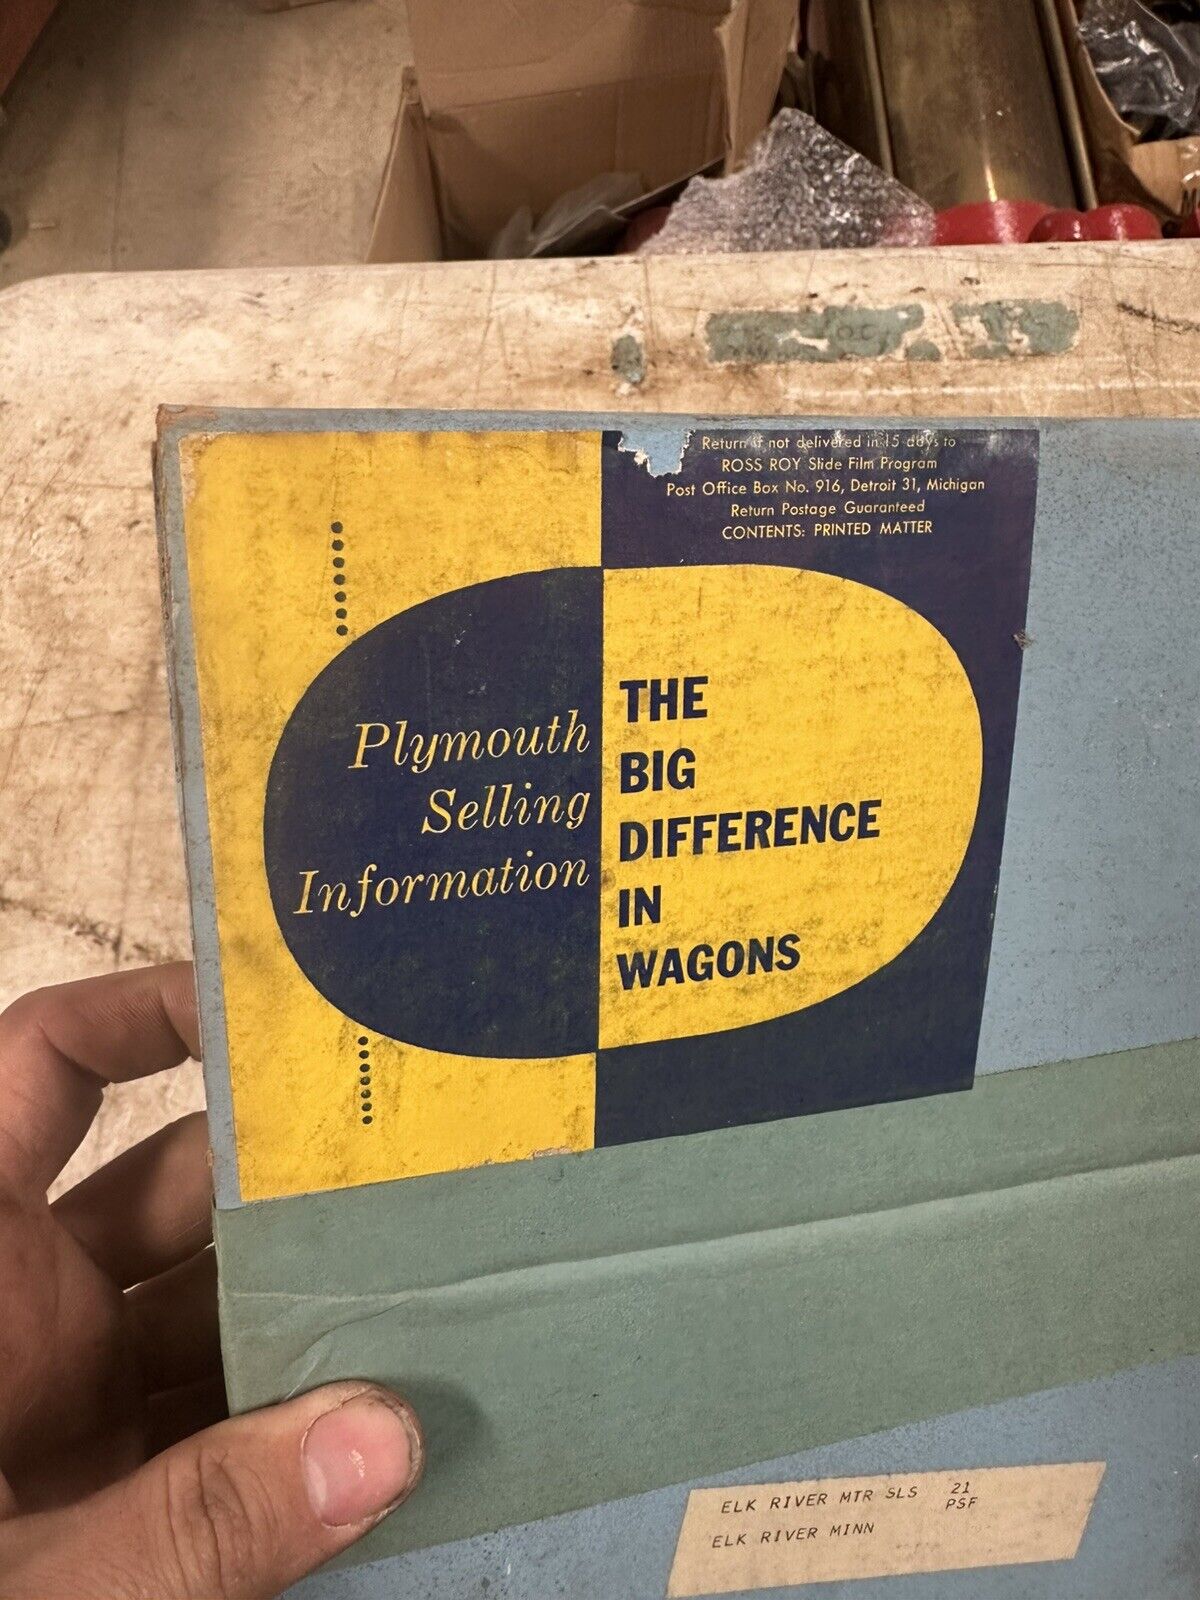 Return if not delivered in 15 days to
ROSS ROY Slide Film Program
Post Office Box No. 916, Detroit 31, Michigan
Return Postage Guaranteed
CONTENTS: PRINTED MATTER
Plymouth
Selling
Information
THE
BIG
DIFFERENCE
IN
WAGONS
ELK RIVER MTR SLS 21
PSF
ELK RIVER MINN